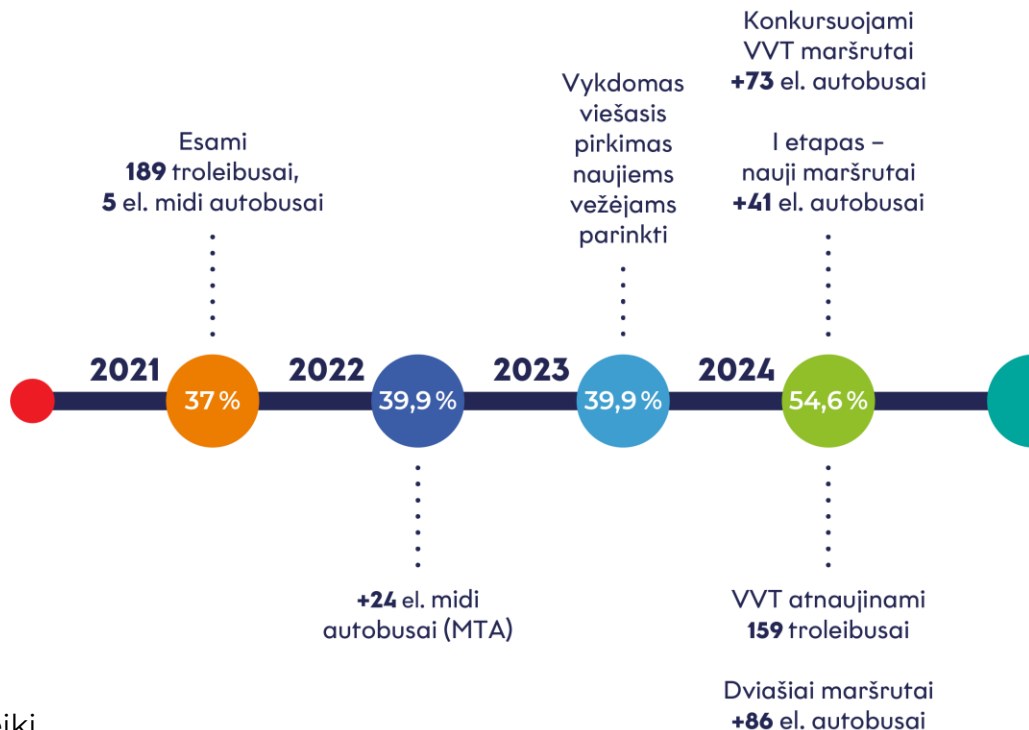 Konkursuojami
VVT maršrutai
+73 el. autobusai
I etapas –
nauji maršrutai
+41 el. autobusai
Vykdomas
viešasis
pirkimas
naujiems
vežėjams
parinkti
Esami
189 troleibusai,
5 el. midi autobusai
2021
37 %
2022
39,9 %
2023
39,9 %
2024
54,6 %
+24 el. midi
autobusai (MTA)
VVT atnaujinami
159 troleibusai
Dviašiai maršrutai
+86 el. autobusai